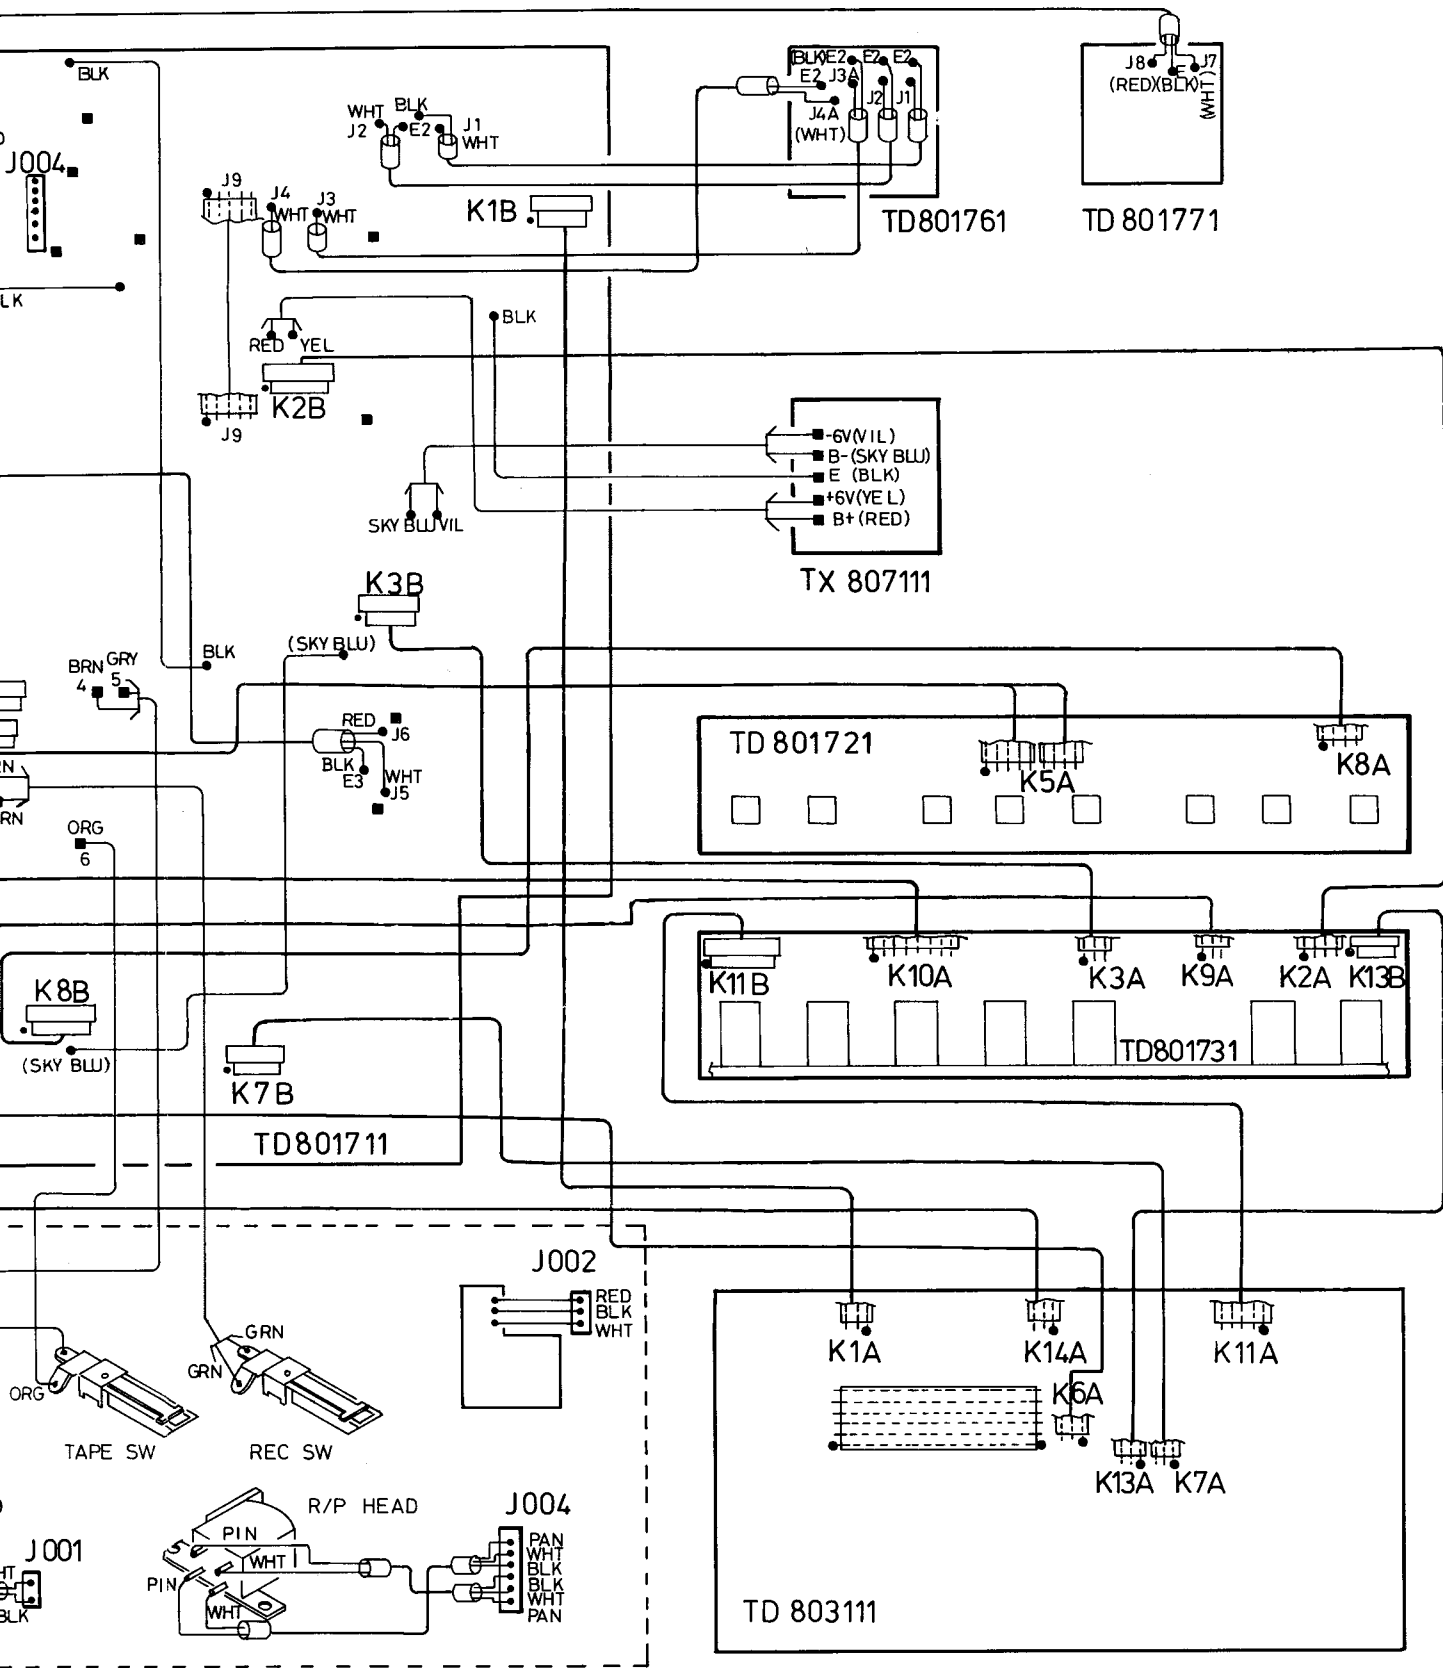 BLK
J004
LK
J9
J4
WHT
J3
WHT
WHT
J2
BLK
E2
J1
WHT
K1B
(BLK)E2
E2
E2
E2
J3A
J2
J1
J4A
(WHT)
TD801761
J8
E
J7
(RED)(BLK)
(WHT)
TD 801771
RED
YEL
K2B
J9
BLK
-6V(VIL)
B-(SKY BLU)
E (BLK)
+6V(YEL)
B+(RED)
TX 807111
SKY BLU
VIL
K3B
(SKY BLU)
BLK
BRN
GRY
4
5
RED
J6
BLK
E3
WHT
J5
RN
RN
ORG
6
TD 801721
K5A
K8A
K8B
(SKY BLU)
K7B
TD801711
K11B
K10A
K3A
K9A
K2A
K13B
TD801731
J002
RED
BLK
WHT
GRN
GRN
ORG
TAPE SW
REC SW
K1A
K14A
K11A
K6A
K13A
K7A
TD 803111
R/P HEAD
J004
PIN
WHT
PIN
WHT
PAN
WHT
BLK
BLK
WHT
PAN
J001
HT
BLK